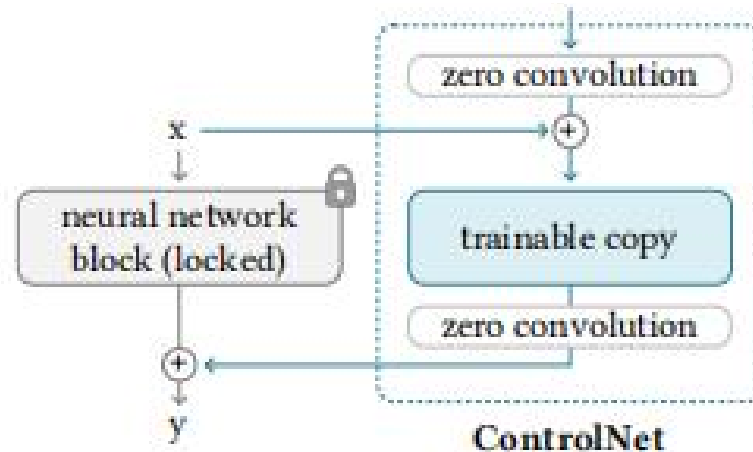 zero convolution
x
+
neural network
block (locked)
trainable copy
zero convolution
+
y
ControlNet